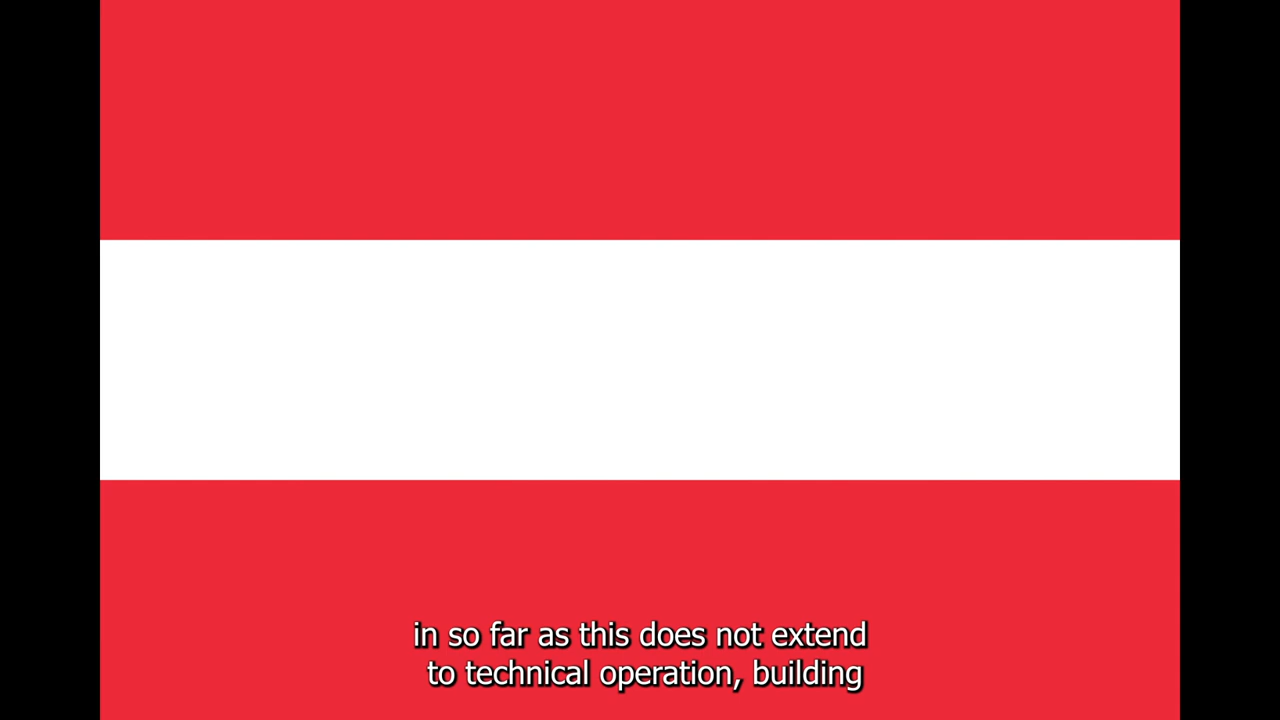 in so far as this does not extend
to technical operation, building